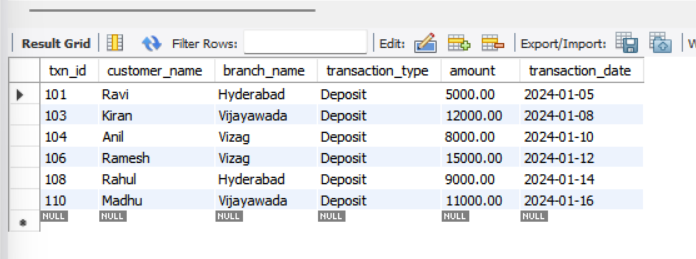 Result Grid Filter Rows: Edit: Export/Import:
txn_id customer_name branch_name transaction_type amount transaction_date
101 Ravi Hyderabad Deposit 5000.00 2024-01-05
103 Kiran Vijayawada Deposit 12000.00 2024-01-08
104 Anil Vizag Deposit 8000.00 2024-01-10
106 Ramesh Vizag Deposit 15000.00 2024-01-12
108 Rahul Hyderabad Deposit 9000.00 2024-01-14
110 Madhu Vijayawada Deposit 11000.00 2024-01-16
NULL NULL NULL NULL NULL NULL